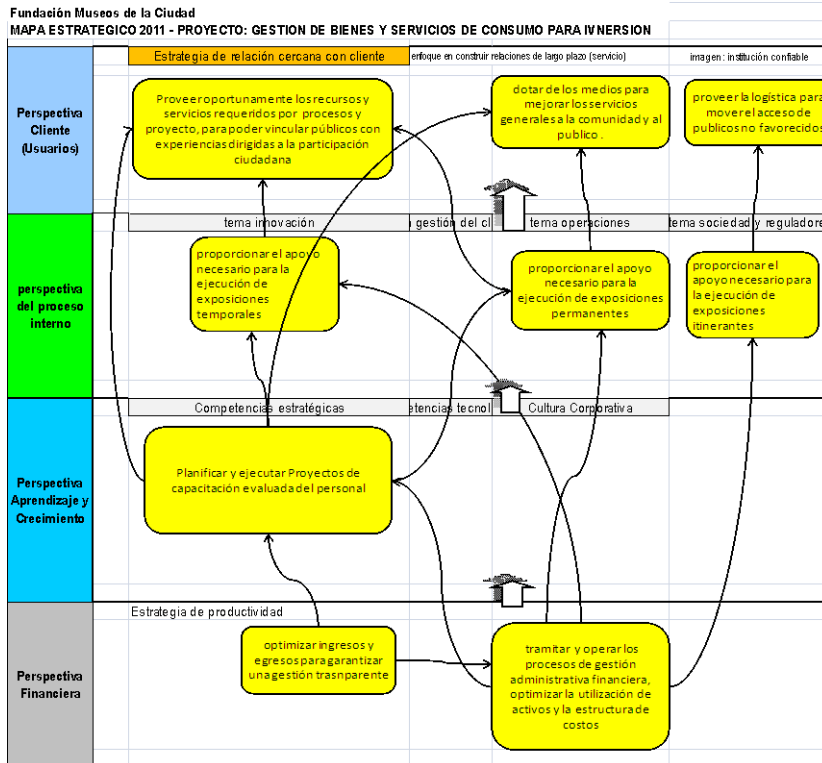 Fundación Museos de la Ciudad
MAPA ESTRATEGICO 2011 - PROYECTO: GESTION DE BIENES Y SERVICIOS DE CONSUMO PARA IVNERSION
Estrategia de relación cercana con cliente
enfoque en construir relaciones de largo plazo (servicio)
imagen: institución confiable
Perspectiva
Cliente
(Usuarios)
Proveer oportunamente los recursos y
servicios requeridos por procesos y
proyecto, para poder vincular públicos con
experiencias dirigidas a la participación
ciudadana
dotar de los medios para
mejorar los servicios
generales a la comunidad y al
publico .
proveer la logística para
mover el acceso de
publicos no favorecidos
tema innovación
gestión del cl
tema operaciones
tema sociedad y reguladore
perspectiva
del proceso
interno
proporcionar el apoyo
necesario para la
ejecución de
exposiciones
temporales
proporcionar el apoyo
necesario para la
ejecución de exposiciones
permanentes
proporcionar el
apoyo necesario para
la ejecución de
exposiciones
itinerantes
Competencias estratégicas
etencias tecnol
Cultura Corporativa
Perspectiva
Aprendizaje y
Crecimiento
Planificar y ejecutar Proyectos de
capacitación evaluada del personal
Estrategia de productividad
Perspectiva
Financiera
optimizar ingresos y
egresos para garantizar
una gestión trasnparente
tramitar y operar los
procesos de gestión
administrativa financiera,
optimizar la utilización de
activos y la estructura de
costos